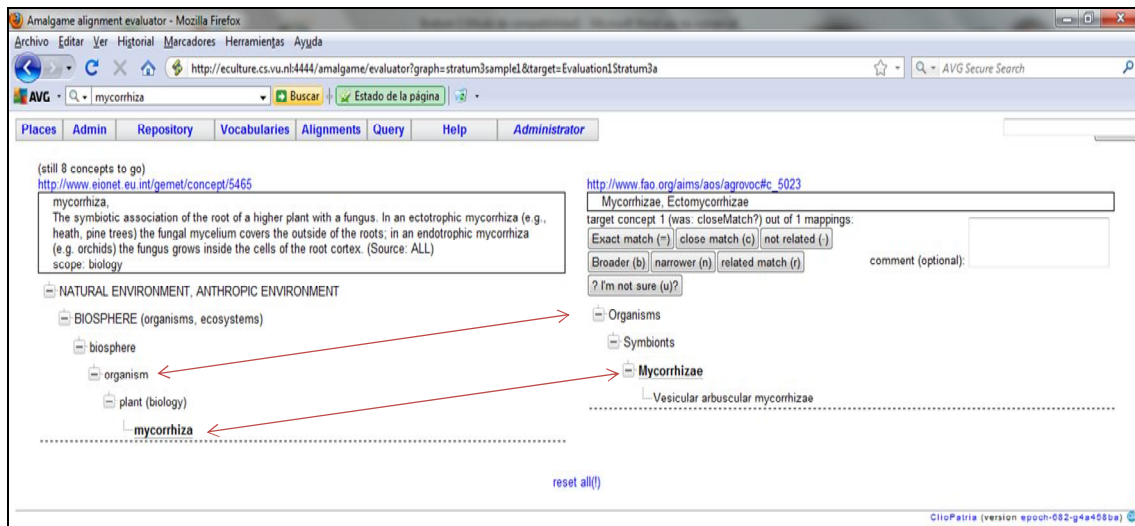 Amalgame alignment evaluator - Mozilla Firefox
Archivo Editar Ver Historial Marcadores Herramientas Ayuda
http://eculture.cs.vu.nl:4444/amalgame/evaluator?graph=stratum3sample1&target=Evaluation1Stratum3a
AVG Secure Search
AVG mycorrhiza Buscar Estado de la página
Places Admin Repository Vocabularies Alignments Query Help Administrator
(still 8 concepts to go)
http://www.eionet.eu.int/gemet/concept/5465
mycorrhiza,
The symbiotic association of the root of a higher plant with a fungus. In an ectotrophic mycorrhiza (e.g.,
heath, pine trees) the fungal mycelium covers the outside of the roots; in an endotrophic mycorrhiza
(e.g. orchids) the fungus grows inside the cells of the root cortex. (Source: ALL)
scope: biology
NATURAL ENVIRONMENT, ANTHROPIC ENVIRONMENT
BIOSPHERE (organisms, ecosystems)
biosphere
organism
plant (biology)
mycorrhiza
http://www.fao.org/aims/aos/agrovoc#c_5023
Mycorrhizae, Ectomycorrhizae
target concept 1 (was: closeMatch?) out of 1 mappings:
Exact match (=) close match (c) not related (-)
Broader (b) narrower (n) related match (r)
? I'm not sure (u)?
comment (optional):
Organisms
Symbionts
Mycorrhizae
Vesicular arbuscular mycorrhizae
reset all(!)
ClioPatria (version epoch-682-g4a458ba)